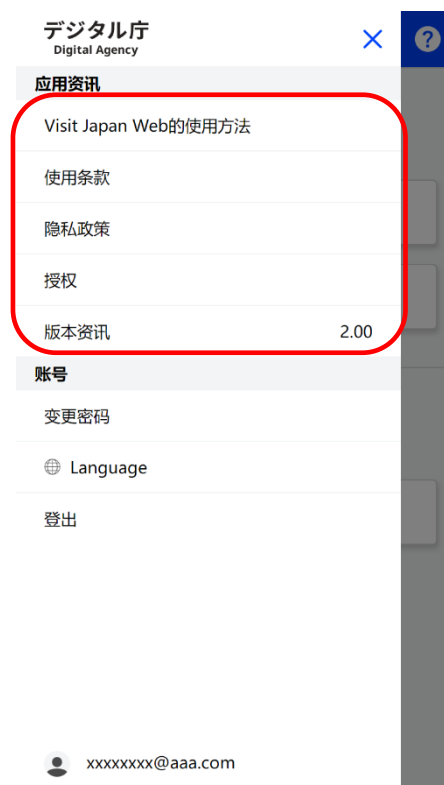 デジタル庁
Digital Agency
?
应用资讯
Visit Japan Web的使用方法
使用条款
隐私政策
授权
版本资讯 2.00
账号
变更密码
Language
登出
xxxxxxxx@aaa.com